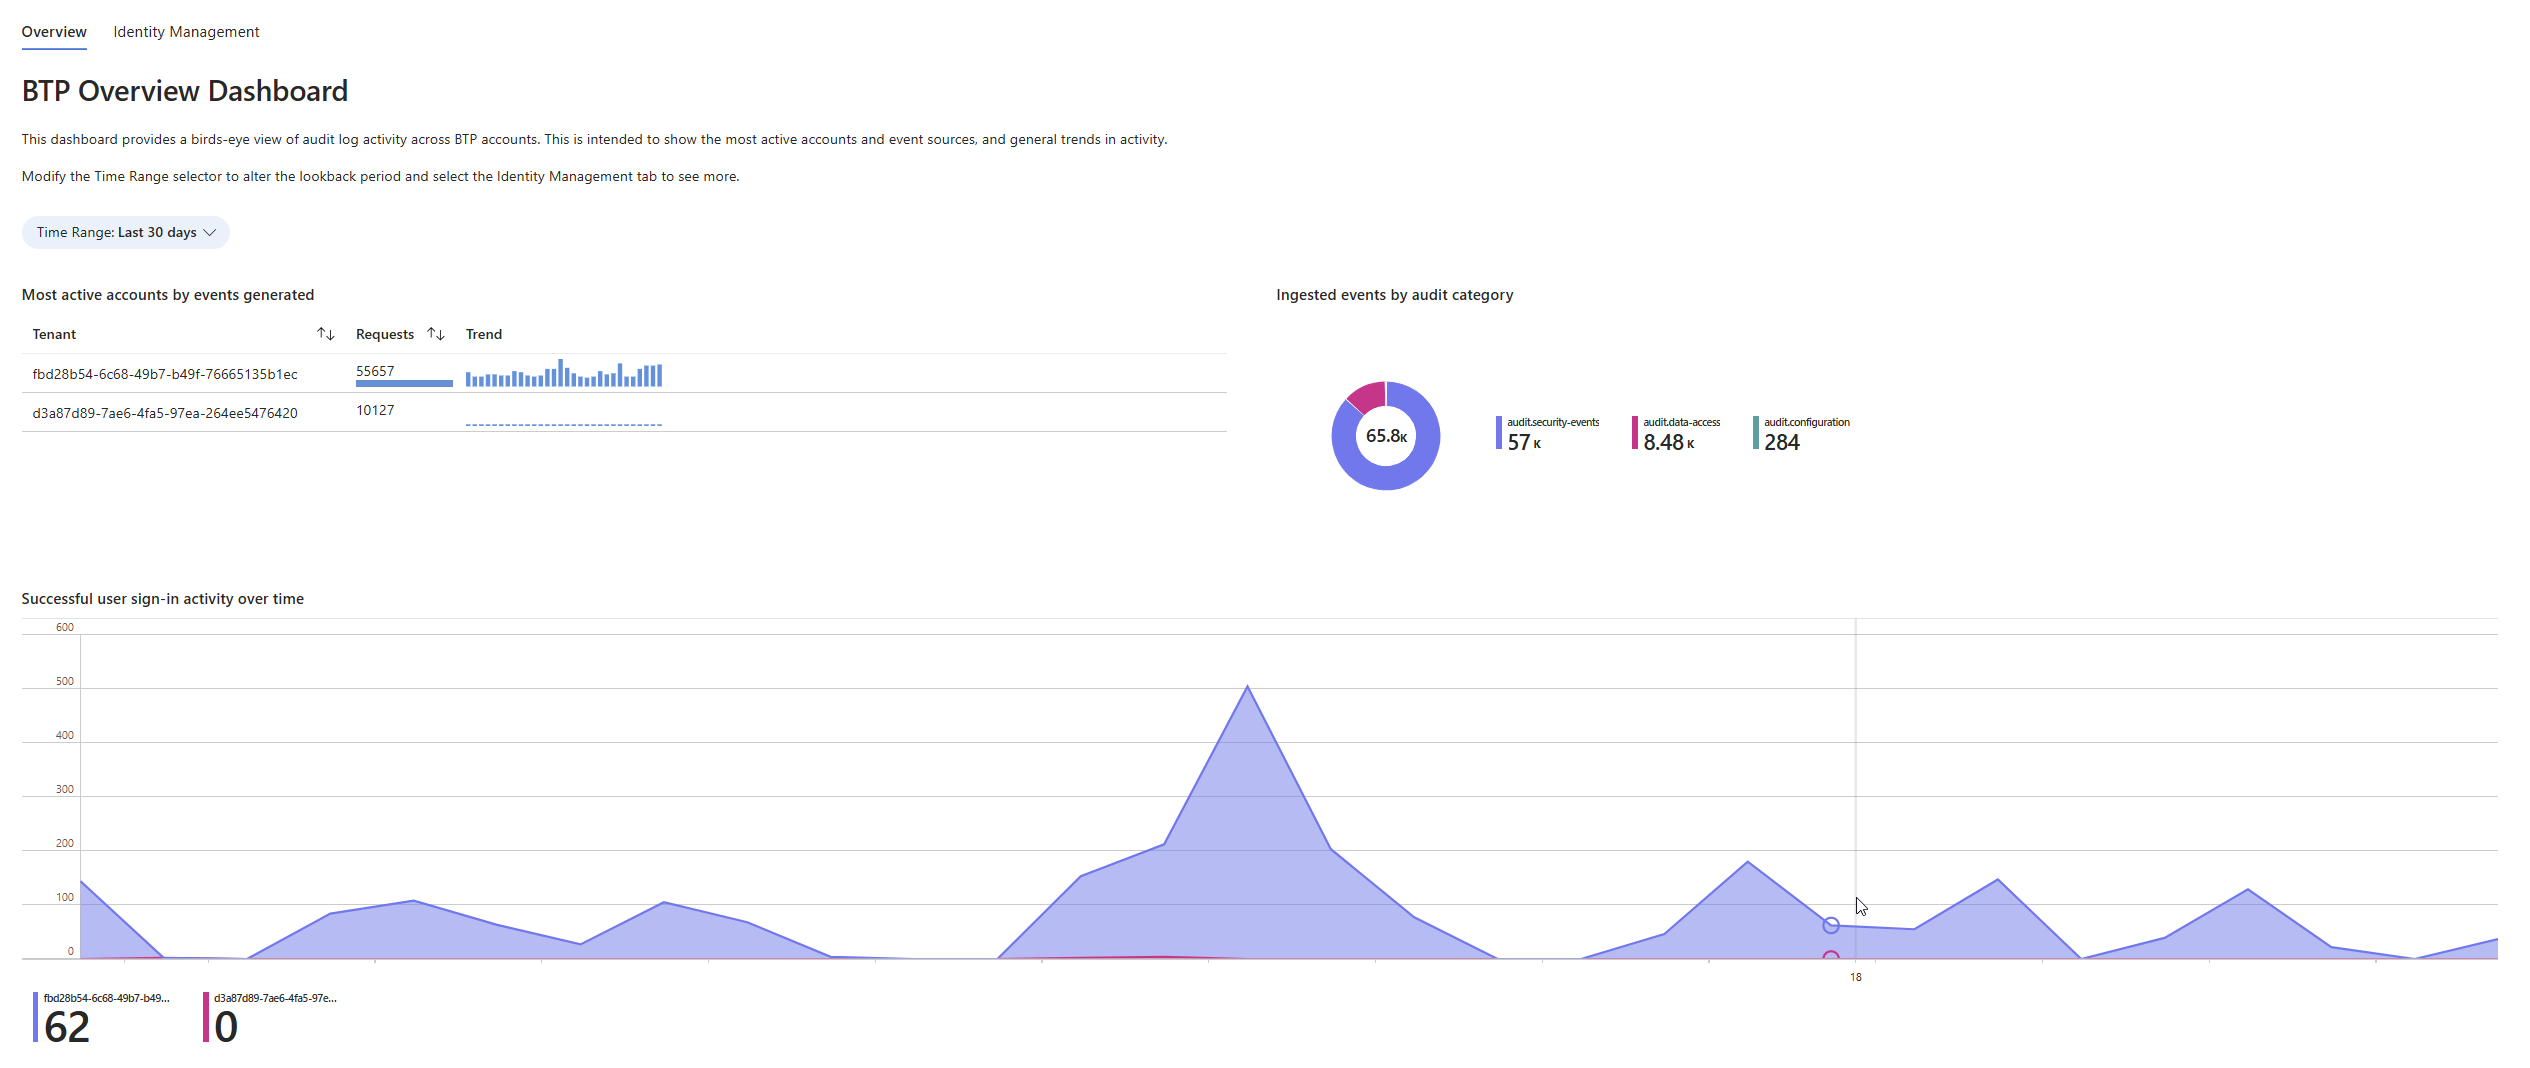 Overview Identity Management
BTP Overview Dashboard
This dashboard provides a birds-eye view of audit log activity across BTP accounts. This is intended to show the most active accounts and event sources, and general trends in activity.
Modify the Time Range selector to alter the lookback period and select the Identity Management tab to see more.
Time Range: Last 30 days
Most active accounts by events generated
Tenant Requests Trend
fbd28b54-6c68-49b7-b49f-76665135b1ec 55657
d3a87d89-7ae6-4fa5-97ea-264ee5476420 10127
Ingested events by audit category
65.8K
audit.security-events
57 K
audit.data-access
8.48 K
audit.configuration
284
Successful user sign-in activity over time
600
500
400
300
200
100
0
18
fbd28b54-6c68-49b7-b49...
62
d3a87d89-7ae6-4fa5-97e...
0